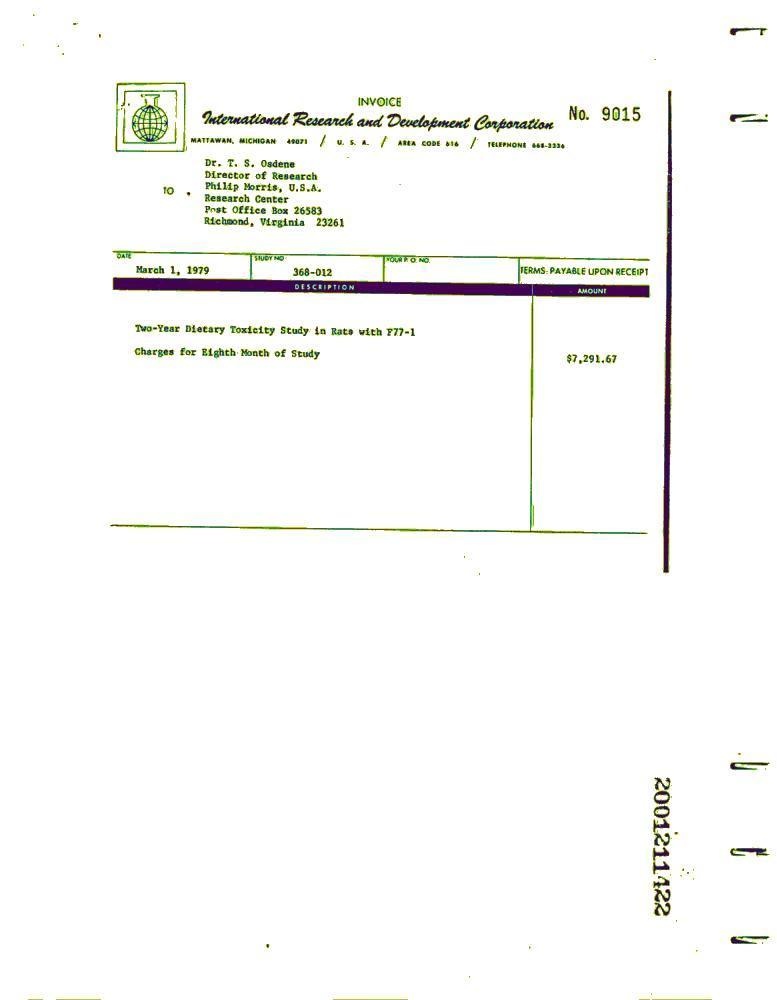 INVOICE
International Research and Development Corporation
No. 9015
MATTAWAN, MICHIGAN 49071 / U. S. A. / AREA CODE 616 / TELEPHONE 668-3336
TO
Dr. T. S. Osdene
Director of Research
Philip Morris, U.S.A.
Research Center
Post Office Box 26583
Richmond, Virginia 23261
DATE STUDY NO YOUR P. O. NO. TERMS: PAYABLE UPON RECEIPT
March 1, 1979 368-012
DESCRIPTION AMOUNT
Two-Year Dietary Toxicity Study in Rats with F77-1
Charges for Eighth Month of Study $7,291.67
20012111422